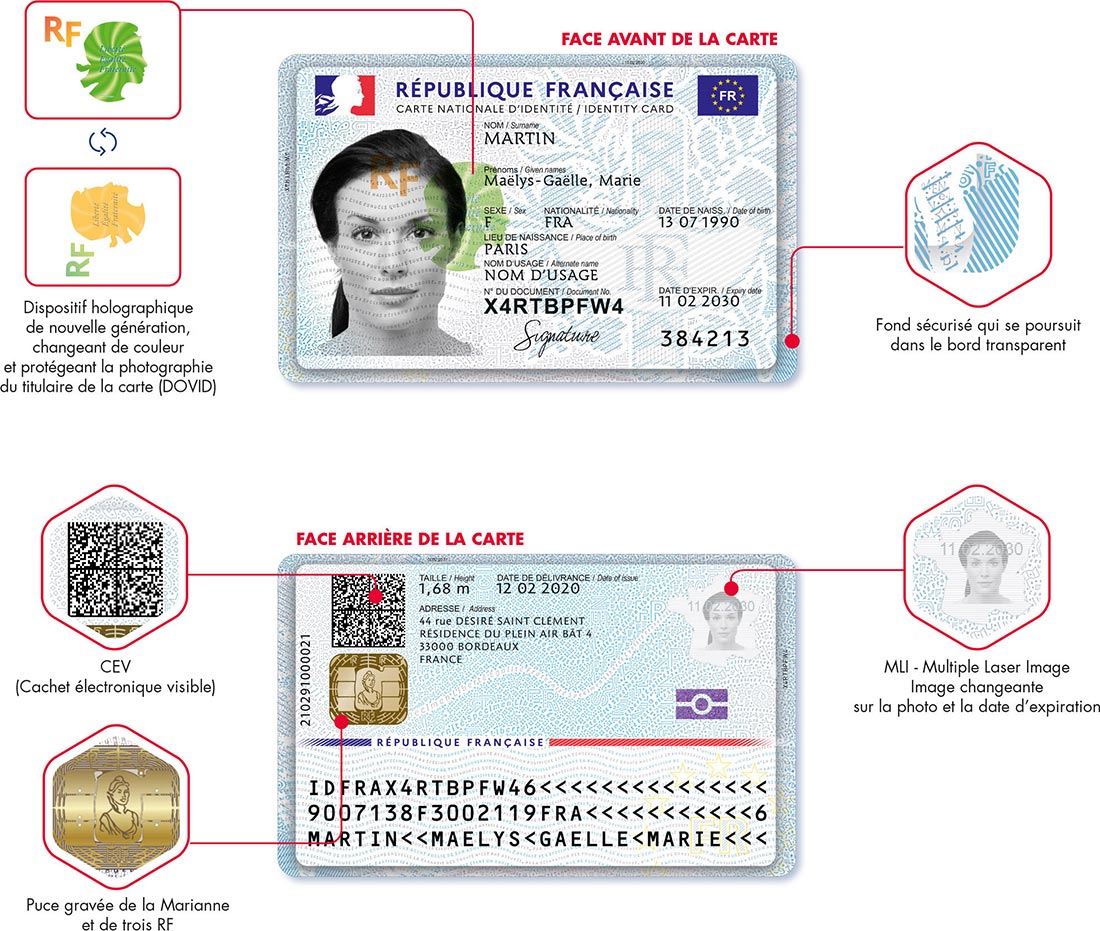 RF
Liberté
Égalité
Fraternité
Liberté
Égalité
Fraternité
RF
Dispositif holographique
de nouvelle génération,
changeant de couleur
et protégeant la photographie
du titulaire de la carte (DOVID)
FACE AVANT DE LA CARTE
RÉPUBLIQUE FRANÇAISE
CARTE NATIONALE D'IDENTITÉ / IDENTITY CARD
FR
NOM / Surname
MARTIN
Prénoms / Given names
Maëlys-Gaëlle, Marie
SEXE / Sex NATIONALITÉ / Nationality DATE DE NAISS. / Date of birth
F FRA 13 07 1990
LIEU DE NAISSANCE / Place of birth
PARIS
NOM D'USAGE / Alternate name
NOM D'USAGE
N° DU DOCUMENT / Document No. DATE D'EXPIR. / Expiry date
X4RTBPFW4 11 02 2030
Signature 384213
RF
RF
Fond sécurisé qui se poursuit
dans le bord transparent
FACE ARRIÈRE DE LA CARTE
CEV
(Cachet électronique visible)
TAILLE / Height DATE DE DÉLIVRANCE / Date of issue
1,68 m 12 02 2020
ADRESSE / Address
44 rue DÉSIRÉ SAINT CLÉMENT
RÉSIDENCE DU PLEIN AIR BÂT 4
33000 BORDEAUX
FRANCE
210291000021
11.02.2030
X4RTBPFW4
RF
RÉPUBLIQUE FRANÇAISE
IDFRAX4RTBPFW46<<<<<<<<<<<<<<<
9007138F3002119FRA<<<<<<<<<<<6
MARTIN<<MAELYS<GAELLE<MARIE<<<
11.02.2030
MLI - Multiple Laser Image
Image changeante
sur la photo et la date d'expiration
Puce gravée de la Marianne
et de trois RF